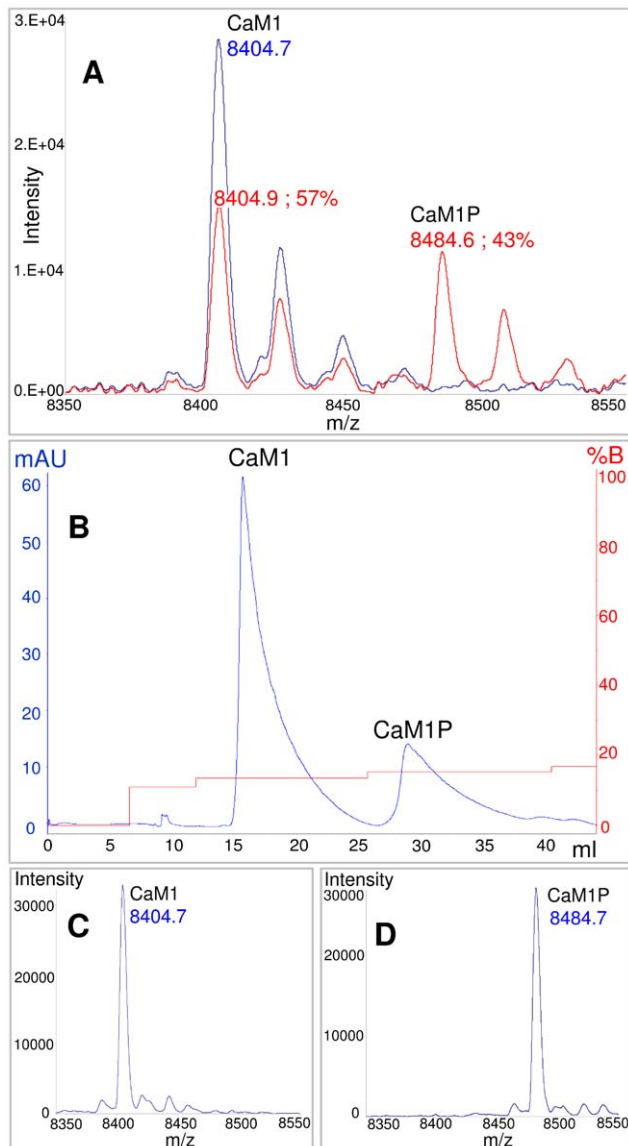 3.E+04
2.E+04
1.E+04
0.E+00
Intensity
A
CaM1
8404.7
8404.9 ; 57%
CaM1P
8484.6 ; 43%
8350 8400 8450 8500 8550
m/z
mAU
%B
B
CaM1
CaM1P
60
50
40
30
20
10
0
100
80
60
40
20
0
0 5 10 15 20 25 30 35 40 ml
Intensity
C
CaM1
8404.7
30000
20000
10000
0
8350 8400 8450 8500 8550
m/z
Intensity
D
CaM1P
8484.7
30000
20000
10000
0
8350 8400 8450 8500 8550
m/z